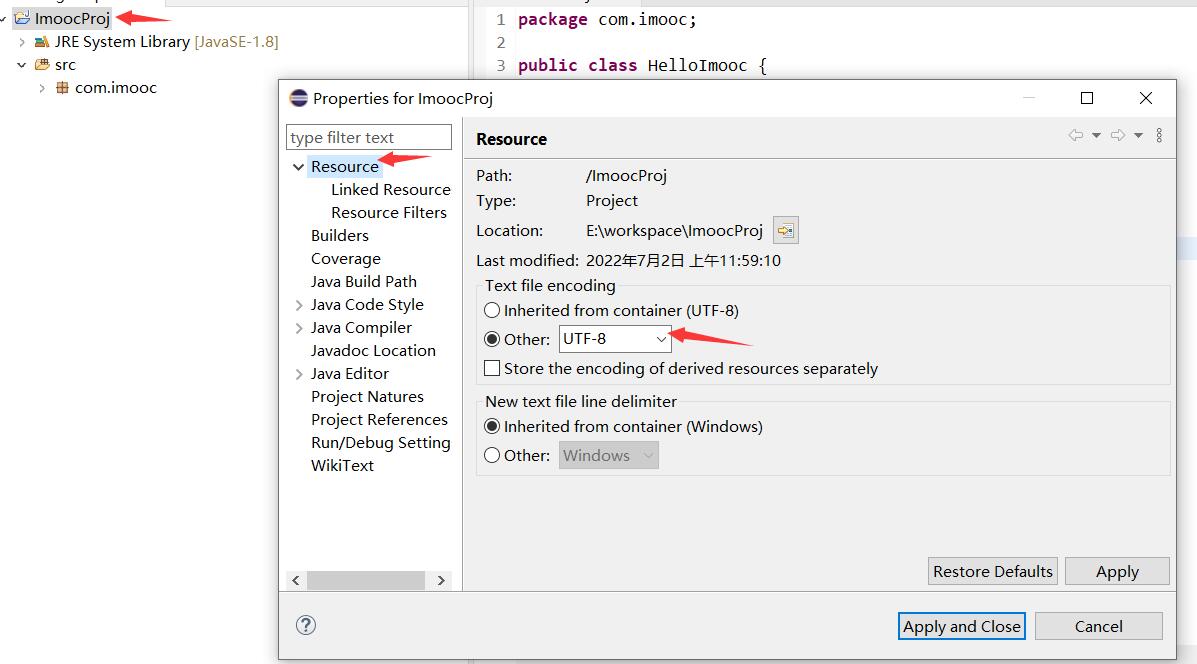 ImoocProj
JRE System Library [JavaSE-1.8]
src
com.imooc
1 package com.imooc;
2
3 public class HelloImooc {
Properties for ImoocProj
type filter text
Resource
Linked Resource
Resource Filters
Builders
Coverage
Java Build Path
Java Code Style
Java Compiler
Javadoc Location
Java Editor
Project Natures
Project References
Run/Debug Setting
WikiText
Resource
Path: /ImoocProj
Type: Project
Location: E:\workspace\ImoocProj
Last modified: 2022年7月2日 上午11:59:10
Text file encoding
Inherited from container (UTF-8)
Other: UTF-8
Store the encoding of derived resources separately
New text file line delimiter
Inherited from container (Windows)
Other: Windows
Restore Defaults Apply
? Apply and Close Cancel